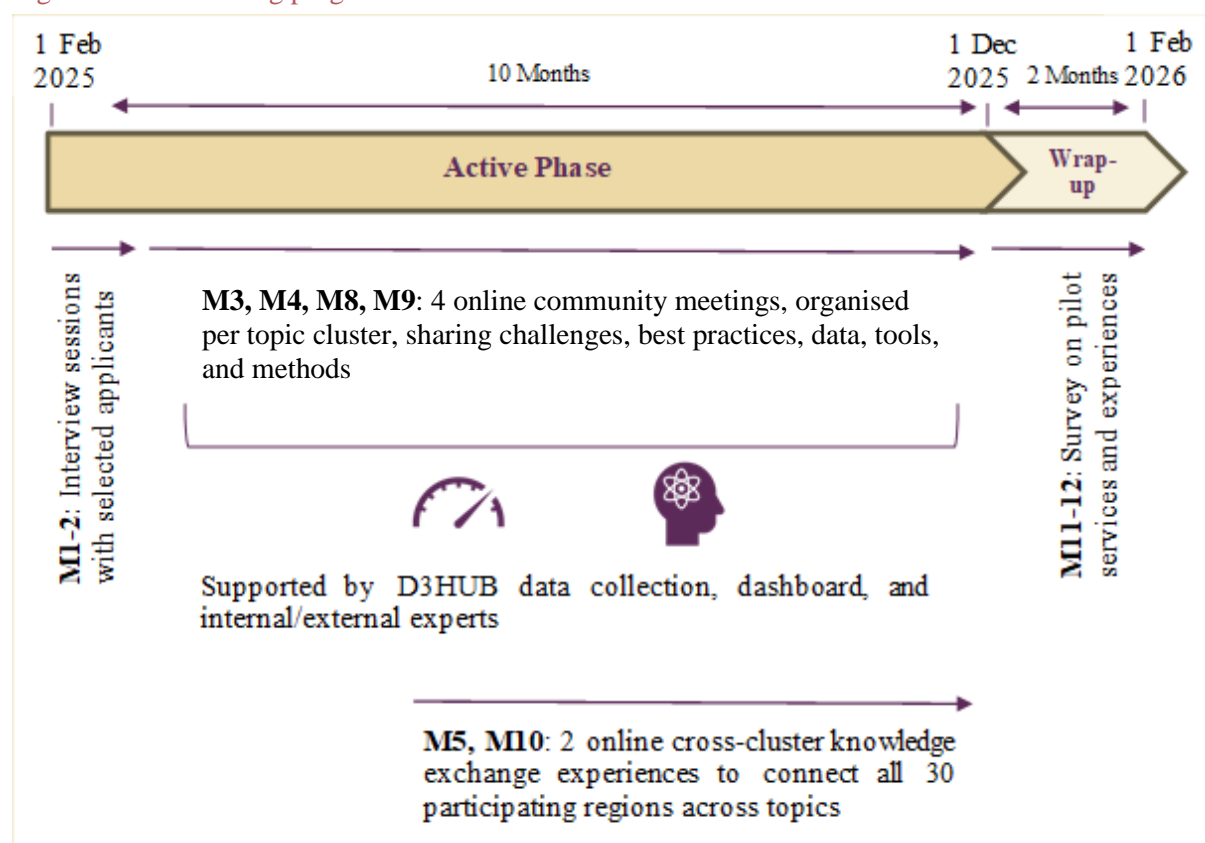 1 Feb
2025
10 Months
1 Dec
2025
2 Months
1 Feb
2026
Active Phase
Wrap-
up
M1-2: Interview sessions
with selected applicants
M3, M4, M8, M9: 4 online community meetings, organised
per topic cluster, sharing challenges, best practices, data, tools,
and methods
Supported by D3HUB data collection, dashboard, and
internal/external experts
M5, M10: 2 online cross-cluster knowledge
exchange experiences to connect all 30
participating regions across topics
M11-12: Survey on pilot
services and experiences